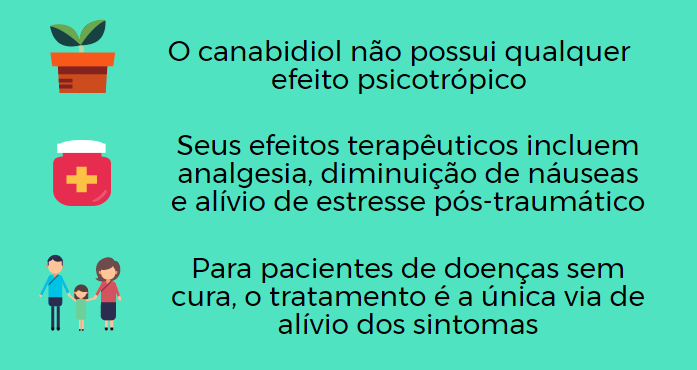 O canabidiol não possui qualquer
efeito psicotrópico
Seus efeitos terapêuticos incluem
analgesia, diminuição de náuseas
e alívio de estresse pós-traumático
Para pacientes de doenças sem
cura, o tratamento é a única via de
alívio dos sintomas